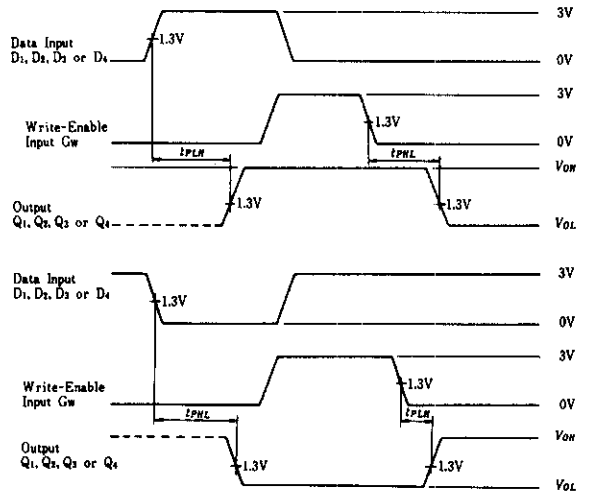 3V
Data Input
D₁, D₂, D₃ or D₄
1.3V
0V
3V
Write-Enable
Input Gw
1.3V
0V
tPLH
tPHL
VOH
Output
Q₁, Q₂, Q₃ or Q₄
1.3V
1.3V
VOL
Data Input
D₁, D₂, D₃ or D₄
3V
1.3V
0V
3V
Write-Enable
Input Gw
1.3V
0V
tPHL
tPLH
VOH
Output
Q₁, Q₂, Q₃ or Q₄
1.3V
1.3V
VOL